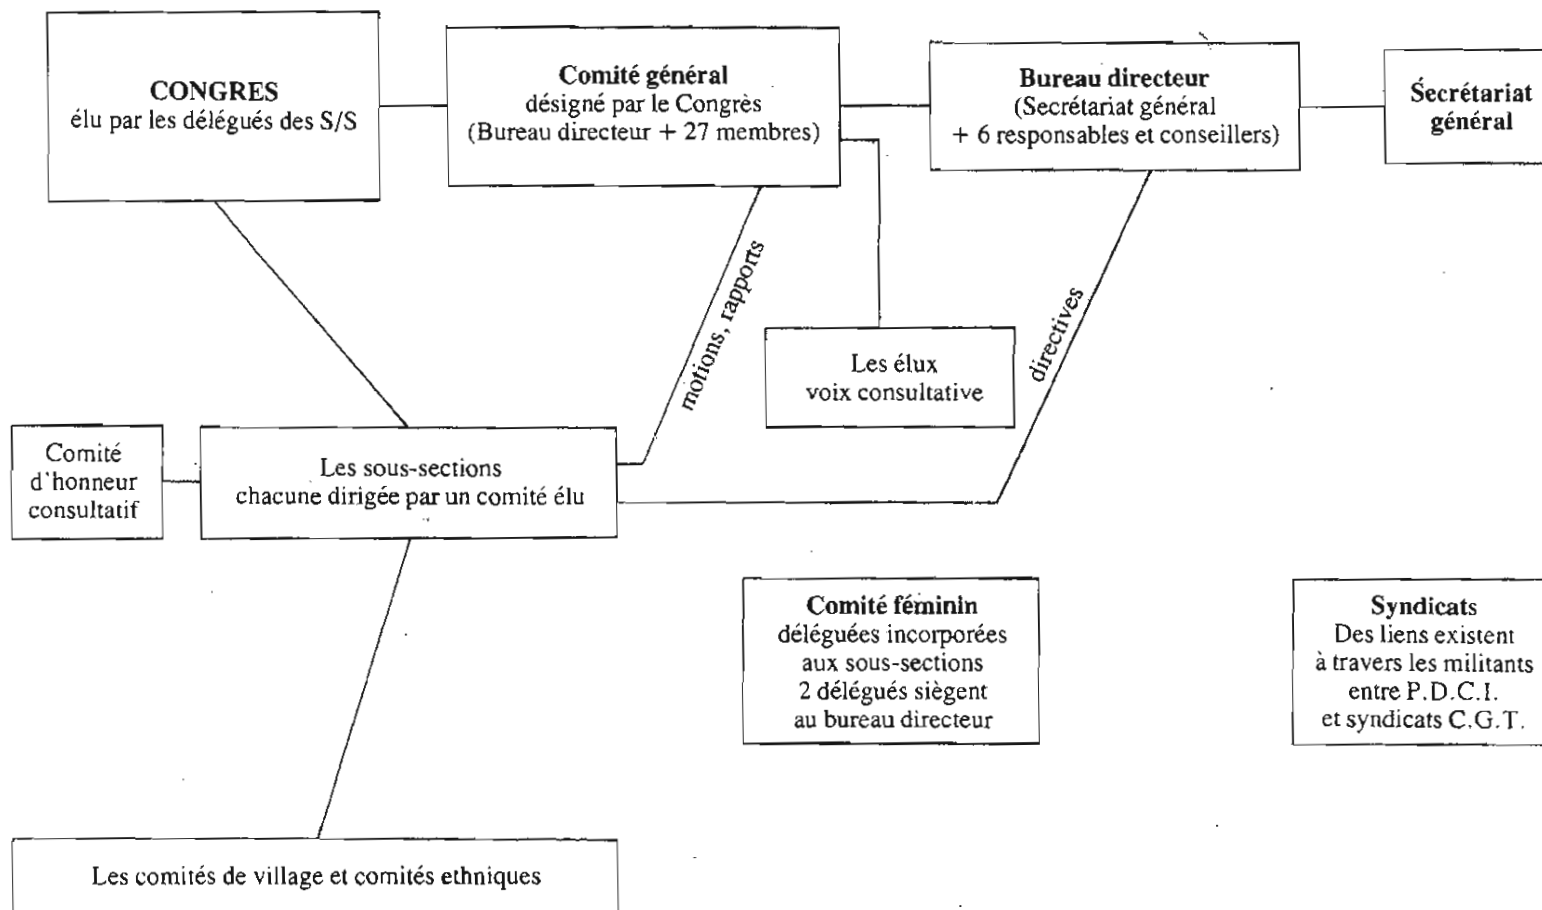 CONGRES
élu par les délégués des S/S
Comité général
désigné par le Congrès
(Bureau directeur + 27 membres)
Bureau directeur
(Secrétariat général
+ 6 responsables et conseillers)
Secrétariat
général
motions, rapports
directives
Les élux
voix consultative
Comité
d'honneur
consultatif
Les sous-sections
chacune dirigée par un comité élu
Comité féminin
déléguées incorporées
aux sous-sections
2 délégués siègent
au bureau directeur
Syndicats
Des liens existent
à travers les militants
entre P.D.C.I.
et syndicats C.G.T.
Les comités de village et comités ethniques